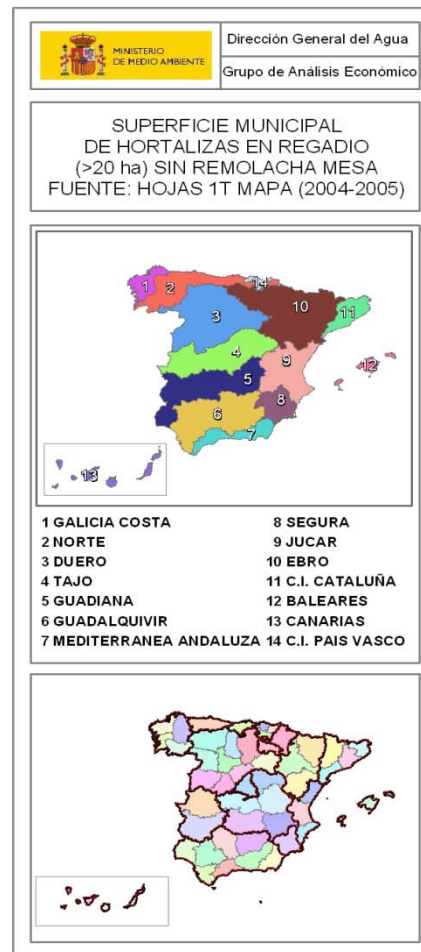 MINISTERIO
DE MEDIO AMBIENTE
Dirección General del Agua
Grupo de Análisis Económico
SUPERFICIE MUNICIPAL
DE HORTALIZAS EN REGADIO
(>20 ha) SIN REMOLACHA MESA
FUENTE: HOJAS 1T MAPA (2004-2005)
1
2
14
10
11
3
4
9
12
5
8
6
7
13
1 GALICIA COSTA
2 NORTE
3 DUERO
4 TAJO
5 GUADIANA
6 GUADALQUIVIR
7 MEDITERRANEA ANDALUZA
8 SEGURA
9 JUCAR
10 EBRO
11 C.I. CATALUÑA
12 BALEARES
13 CANARIAS
14 C.I. PAIS VASCO